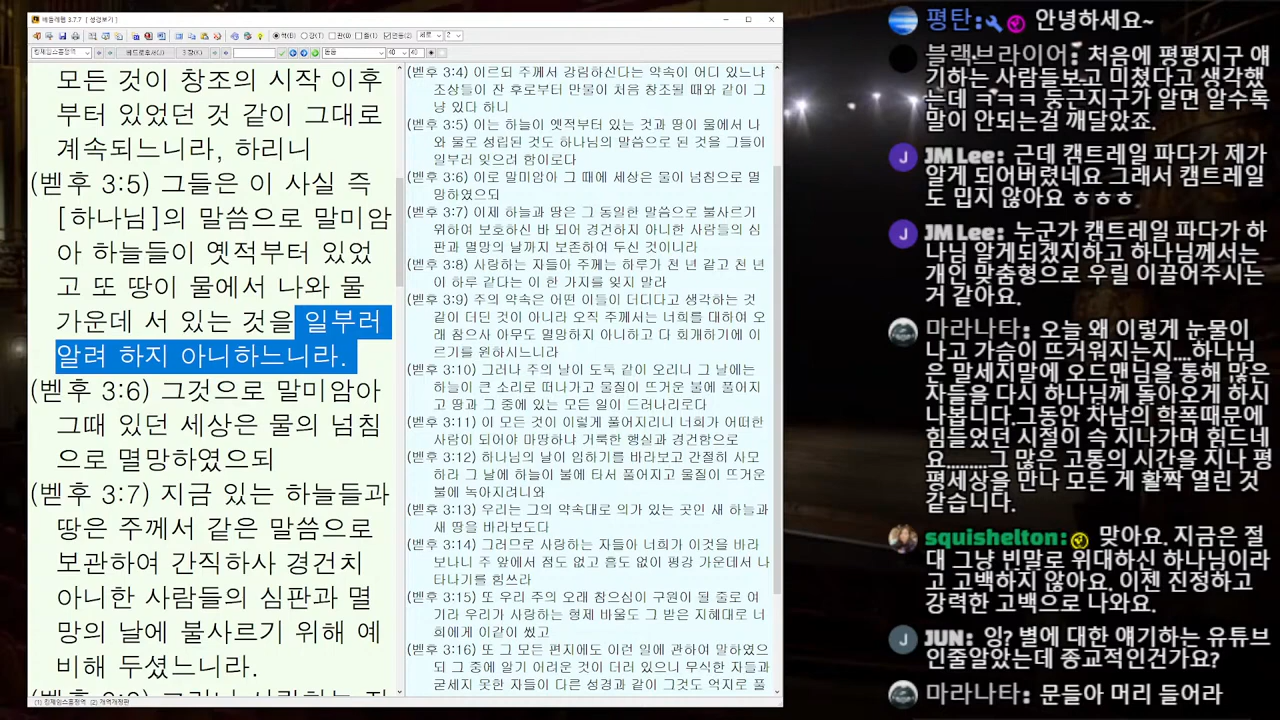 베들레헴 3.7.7 [ 성경보기 ]
킹제임스흠정역
베드로후서(J)
3 장(K)
모든 것이 창조의 시작 이후
부터 있었던 것 같이 그대로
계속되느니라, 하리니
(벧후 3:5) 그들은 이 사실 즉
[하나님]의 말씀으로 말미암
아 하늘들이 옛적부터 있었
고 또 땅이 물에서 나와 물
가운데 서 있는 것을 일부러
알려 하지 아니하느니라.
(벧후 3:6) 그것으로 말미암아
그때 있던 세상은 물의 넘침
으로 멸망하였으되
(벧후 3:7) 지금 있는 하늘들과
땅은 주께서 같은 말씀으로
보관하여 간직하사 경건치
아니한 사람들의 심판과 멸
망의 날에 불사르기 위해 예
비해 두셨느니라.
(벧후 3:4) 이르되 주께서 강림하신다는 약속이 어디 있느냐
조상들이 잔 후로부터 만물이 처음 창조될 때와 같이 그
냥 있다 하니
(벧후 3:5) 이는 하늘이 옛적부터 있는 것과 땅이 물에서 나
와 물로 성립된 것도 하나님의 말씀으로 된 것을 그들이
일부러 잊으려 함이로다
(벧후 3:6) 이로 말미암아 그 때에 세상은 물이 넘침으로 멸
망하였으되
(벧후 3:7) 이제 하늘과 땅은 그 동일한 말씀으로 불사르기
위하여 보호하신 바 되어 경건하지 아니한 사람들의 심
판과 멸망의 날까지 보존하여 두신 것이니라
(벧후 3:8) 사랑하는 자들아 주께는 하루가 천 년 같고 천 년
이 하루 같다는 이 한 가지를 잊지 말라
(벧후 3:9) 주의 약속은 어떤 이들이 더디다고 생각하는 것
같이 더딘 것이 아니라 오직 주께서는 너희를 대하여 오
래 참으사 아무도 멸망하지 아니하고 다 회개하기에 이
르기를 원하시느니라
(벧후 3:10) 그러나 주의 날이 도둑 같이 오리니 그 날에는
하늘이 큰 소리로 떠나가고 물질이 뜨거운 불에 풀어지
고 땅과 그 중에 있는 모든 일이 드러나리로다
(벧후 3:11) 이 모든 것이 이렇게 풀어지리니 너희가 어떠한
사람이 되어야 마땅하냐 거룩한 행실과 경건함으로
(벧후 3:12) 하나님의 날이 임하기를 바라보고 간절히 사모
하라 그 날에 하늘이 불에 타서 풀어지고 물질이 뜨거운
불에 녹아지려니와
(벧후 3:13) 우리는 그의 약속대로 의가 있는 곳인 새 하늘과
새 땅을 바라보도다
(벧후 3:14) 그러므로 사랑하는 자들아 너희가 이것을 바라
보나니 주 앞에서 점도 없고 흠도 없이 평강 가운데서 나
타나기를 힘쓰라
(벧후 3:15) 또 우리 주의 오래 참으심이 구원이 될 줄로 여
기라 우리가 사랑하는 형제 바울도 그 받은 지혜대로 너
희에게 이같이 썼고
(벧후 3:16) 또 그 모든 편지에도 이런 일에 관하여 말하였으
되 그 중에 알기 어려운 것이 더러 있으니 무식한 자들과
굳세지 못한 자들이 다른 성경과 같이 그것도 억지로 풀
(1) 킹제임스흠정역 (2) 개역개정판
평탄: 안녕하세요~
블랙브라이어: 처음에 평평지구 얘
기하는 사람들보고 미쳤다고 생각했
는데 ㅋㅋㅋ 둥근지구가 알면 알수록
말이 안되는걸 깨달았죠.
JM Lee: 근데 캠트레일 파다가 제가
알게 되어버렸네요 그래서 캠트레일
도 밉지 않아요 ㅎㅎㅎ
JM Lee: 누군가 캠트레일 파다가 하
나님 알게되겠지하고 하나님께서는
개인 맞춤형으로 우릴 이끌어주시는
거 같아요.
마라나타: 오늘 왜 이렇게 눈물이
나고 가슴이 뜨거워지는지....하나님
은 말세지말에 오드맨님을 통해 많은
자들을 다시 하나님께 돌아오게 하시
나봅니다.그동안 차남의 학폭때문에
힘들었던 시절이 슥 지나가며 힘드네
요.........그 많은 고통의 시간을 지나 평
평세상을 만나 모든 게 활짝 열린 것
같습니다.
squishelton: 맞아요. 지금은 절
대 그냥 빈말로 위대하신 하나님이라
고 고백하지 않아요. 이젠 진정하고
강력한 고백으로 나와요.
JUN: 잉? 별에 대한 얘기하는 유튜브
인줄알았는데 종교적인건가요?
마라나타: 문들아 머리 들어라